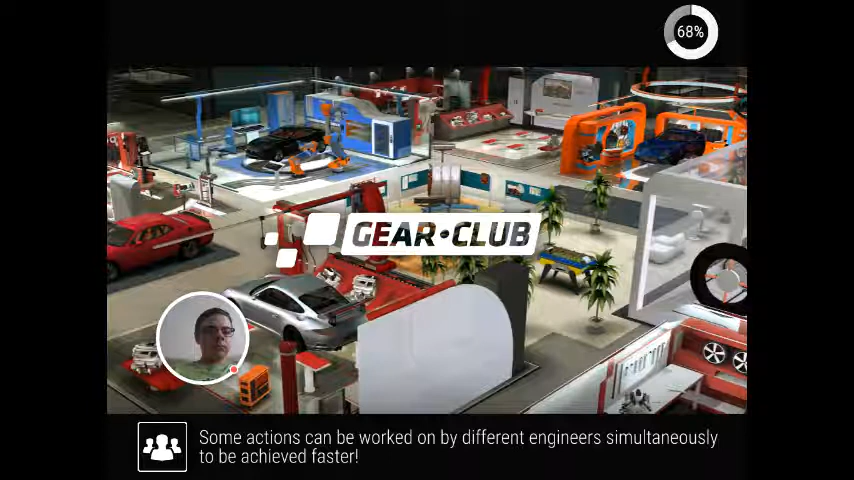 68%
GEAR•CLUB
Some actions can be worked on by different engineers simultaneously
to be achieved faster!